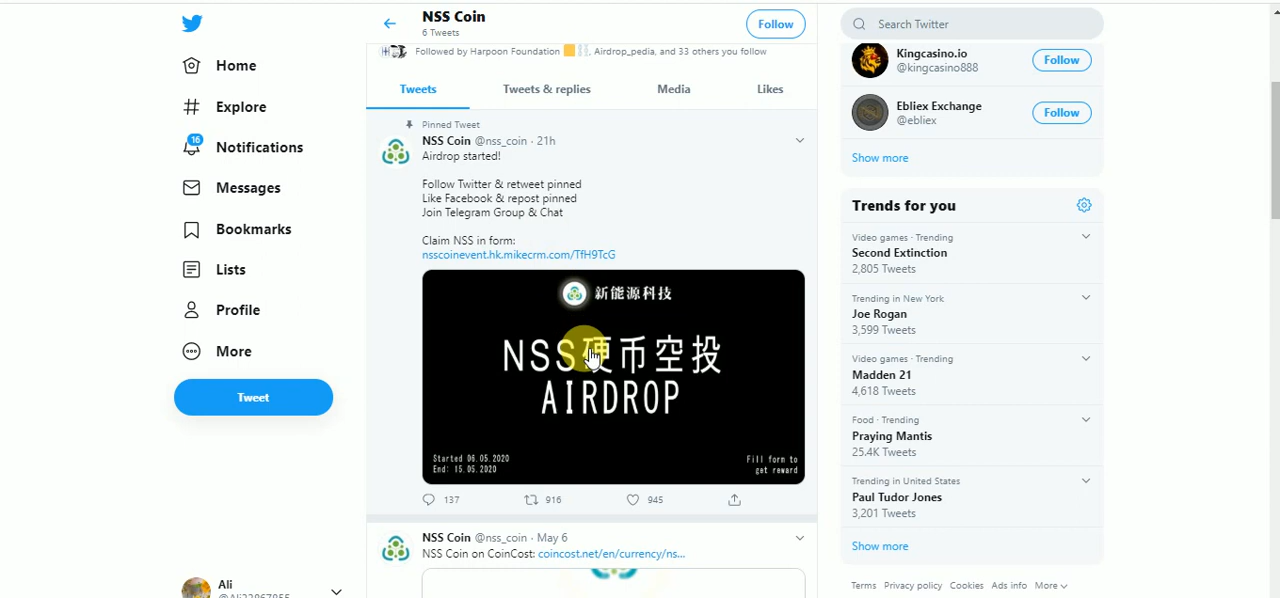 NSS Coin
6 Tweets
Follow
Followed by Harpoon Foundation, Airdrop_pedia, and 33 others you follow
Tweets
Tweets & replies
Media
Likes
Home
Explore
16
Notifications
Messages
Bookmarks
Lists
Profile
More
Tweet
Ali
Pinned Tweet
NSS Coin @nss_coin · 21h
Airdrop started!
Follow Twitter & retweet pinned
Like Facebook & repost pinned
Join Telegram Group & Chat
Claim NSS in form:
nsscoinevent.hk.mikecrm.com/TfH9TcG
新能源科技
NSS硬币空投
AIRDROP
Started 06.05.2020
End: 15.05.2020
Fill form to
get reward
137
916
945
NSS Coin @nss_coin · May 6
NSS Coin on CoinCost: coincost.net/en/currency/ns...
Search Twitter
Kingcasino.io
@kingcasino888
Follow
Ebliex Exchange
@ebliex
Follow
Show more
Trends for you
Video games · Trending
Second Extinction
2,805 Tweets
Trending in New York
Joe Rogan
3,599 Tweets
Video games · Trending
Madden 21
4,618 Tweets
Food · Trending
Praying Mantis
25.4K Tweets
Trending in United States
Paul Tudor Jones
3,201 Tweets
Show more
Terms Privacy policy Cookies Ads info More